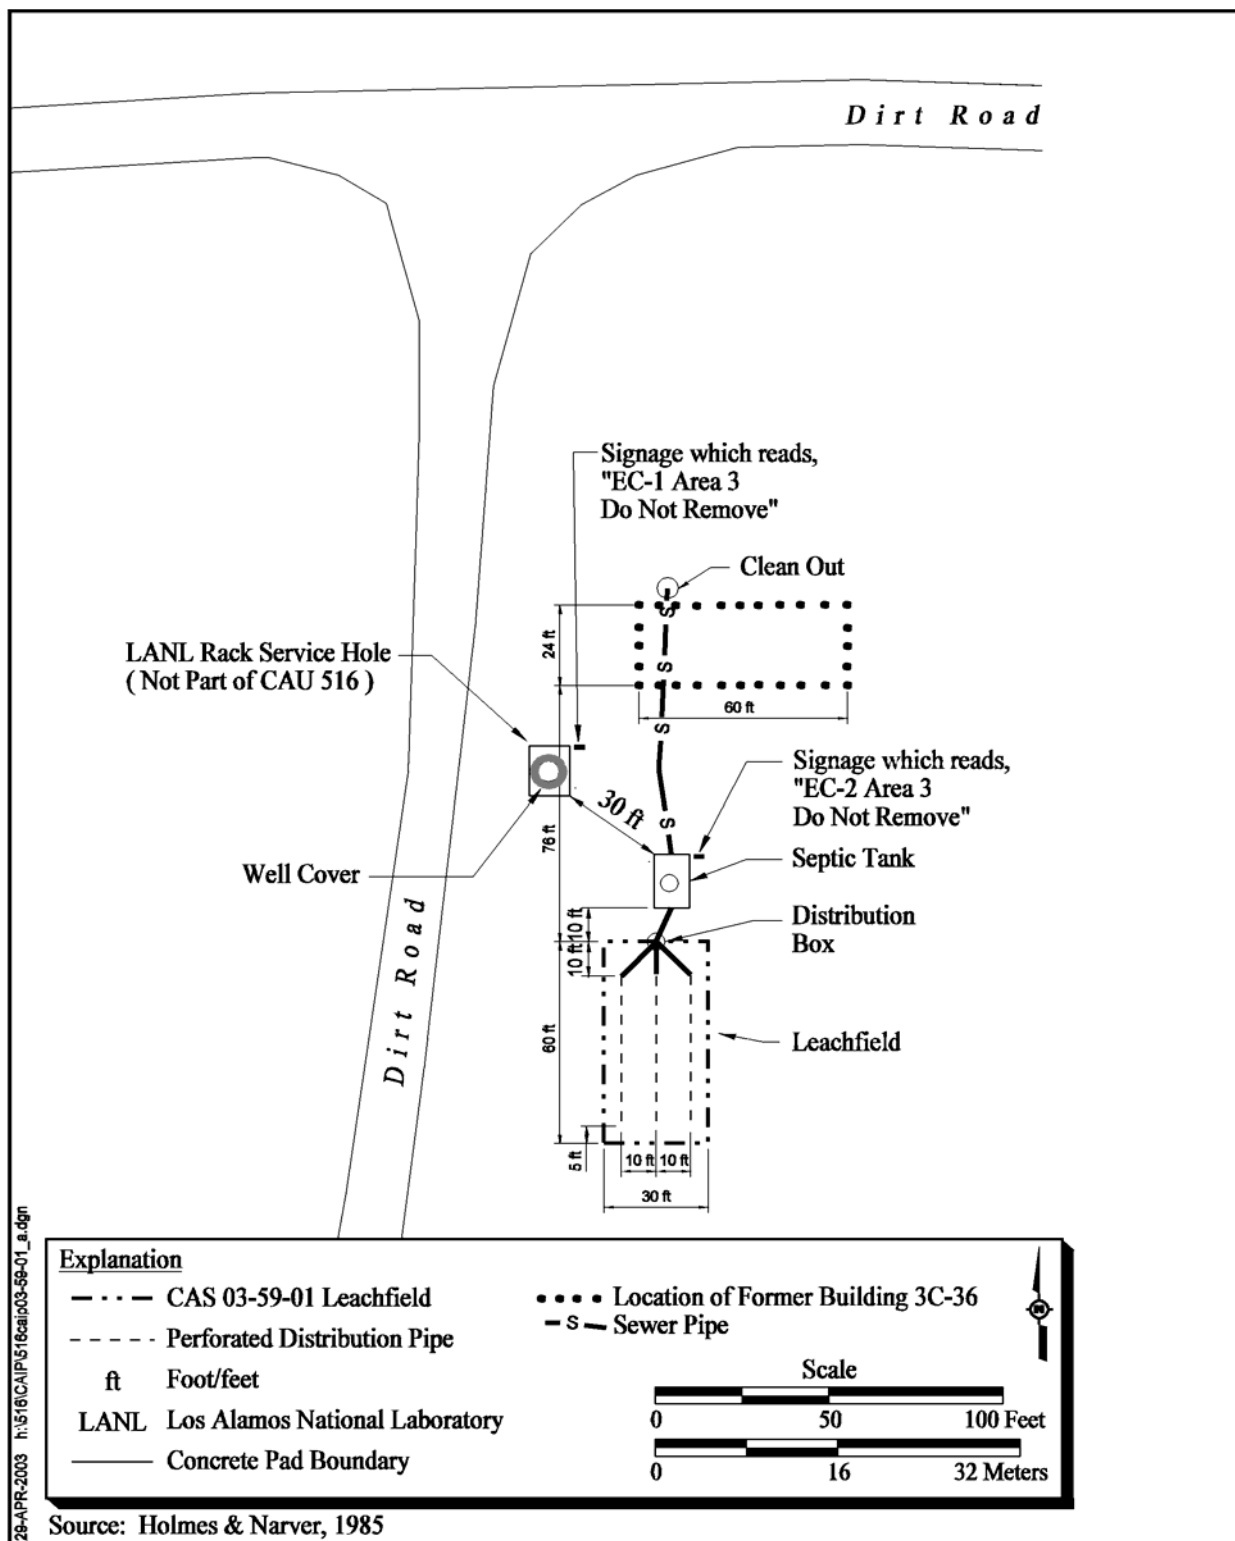 Dirt Road
Signage which reads,
"EC-1 Area 3
Do Not Remove"
Clean Out
S
24 ft
S
LANL Rack Service Hole
( Not Part of CAU 516 )
60 ft
S
Signage which reads,
"EC-2 Area 3
Do Not Remove"
30 ft
S
76 ft
Septic Tank
Well Cover
Distribution
Box
10 ft
10 ft
Dirt Road
60 ft
Leachfield
5 ft
10 ft
10 ft
30 ft
Explanation
CAS 03-59-01 Leachfield
Perforated Distribution Pipe
ft Foot/feet
LANL Los Alamos National Laboratory
Concrete Pad Boundary
Location of Former Building 3C-36
S Sewer Pipe
N
Scale
0 50 100 Feet
0 16 32 Meters
29-APR-2003 h:\516\CAIP\516caip03-59-01_a.dgn
Source: Holmes & Narver, 1985